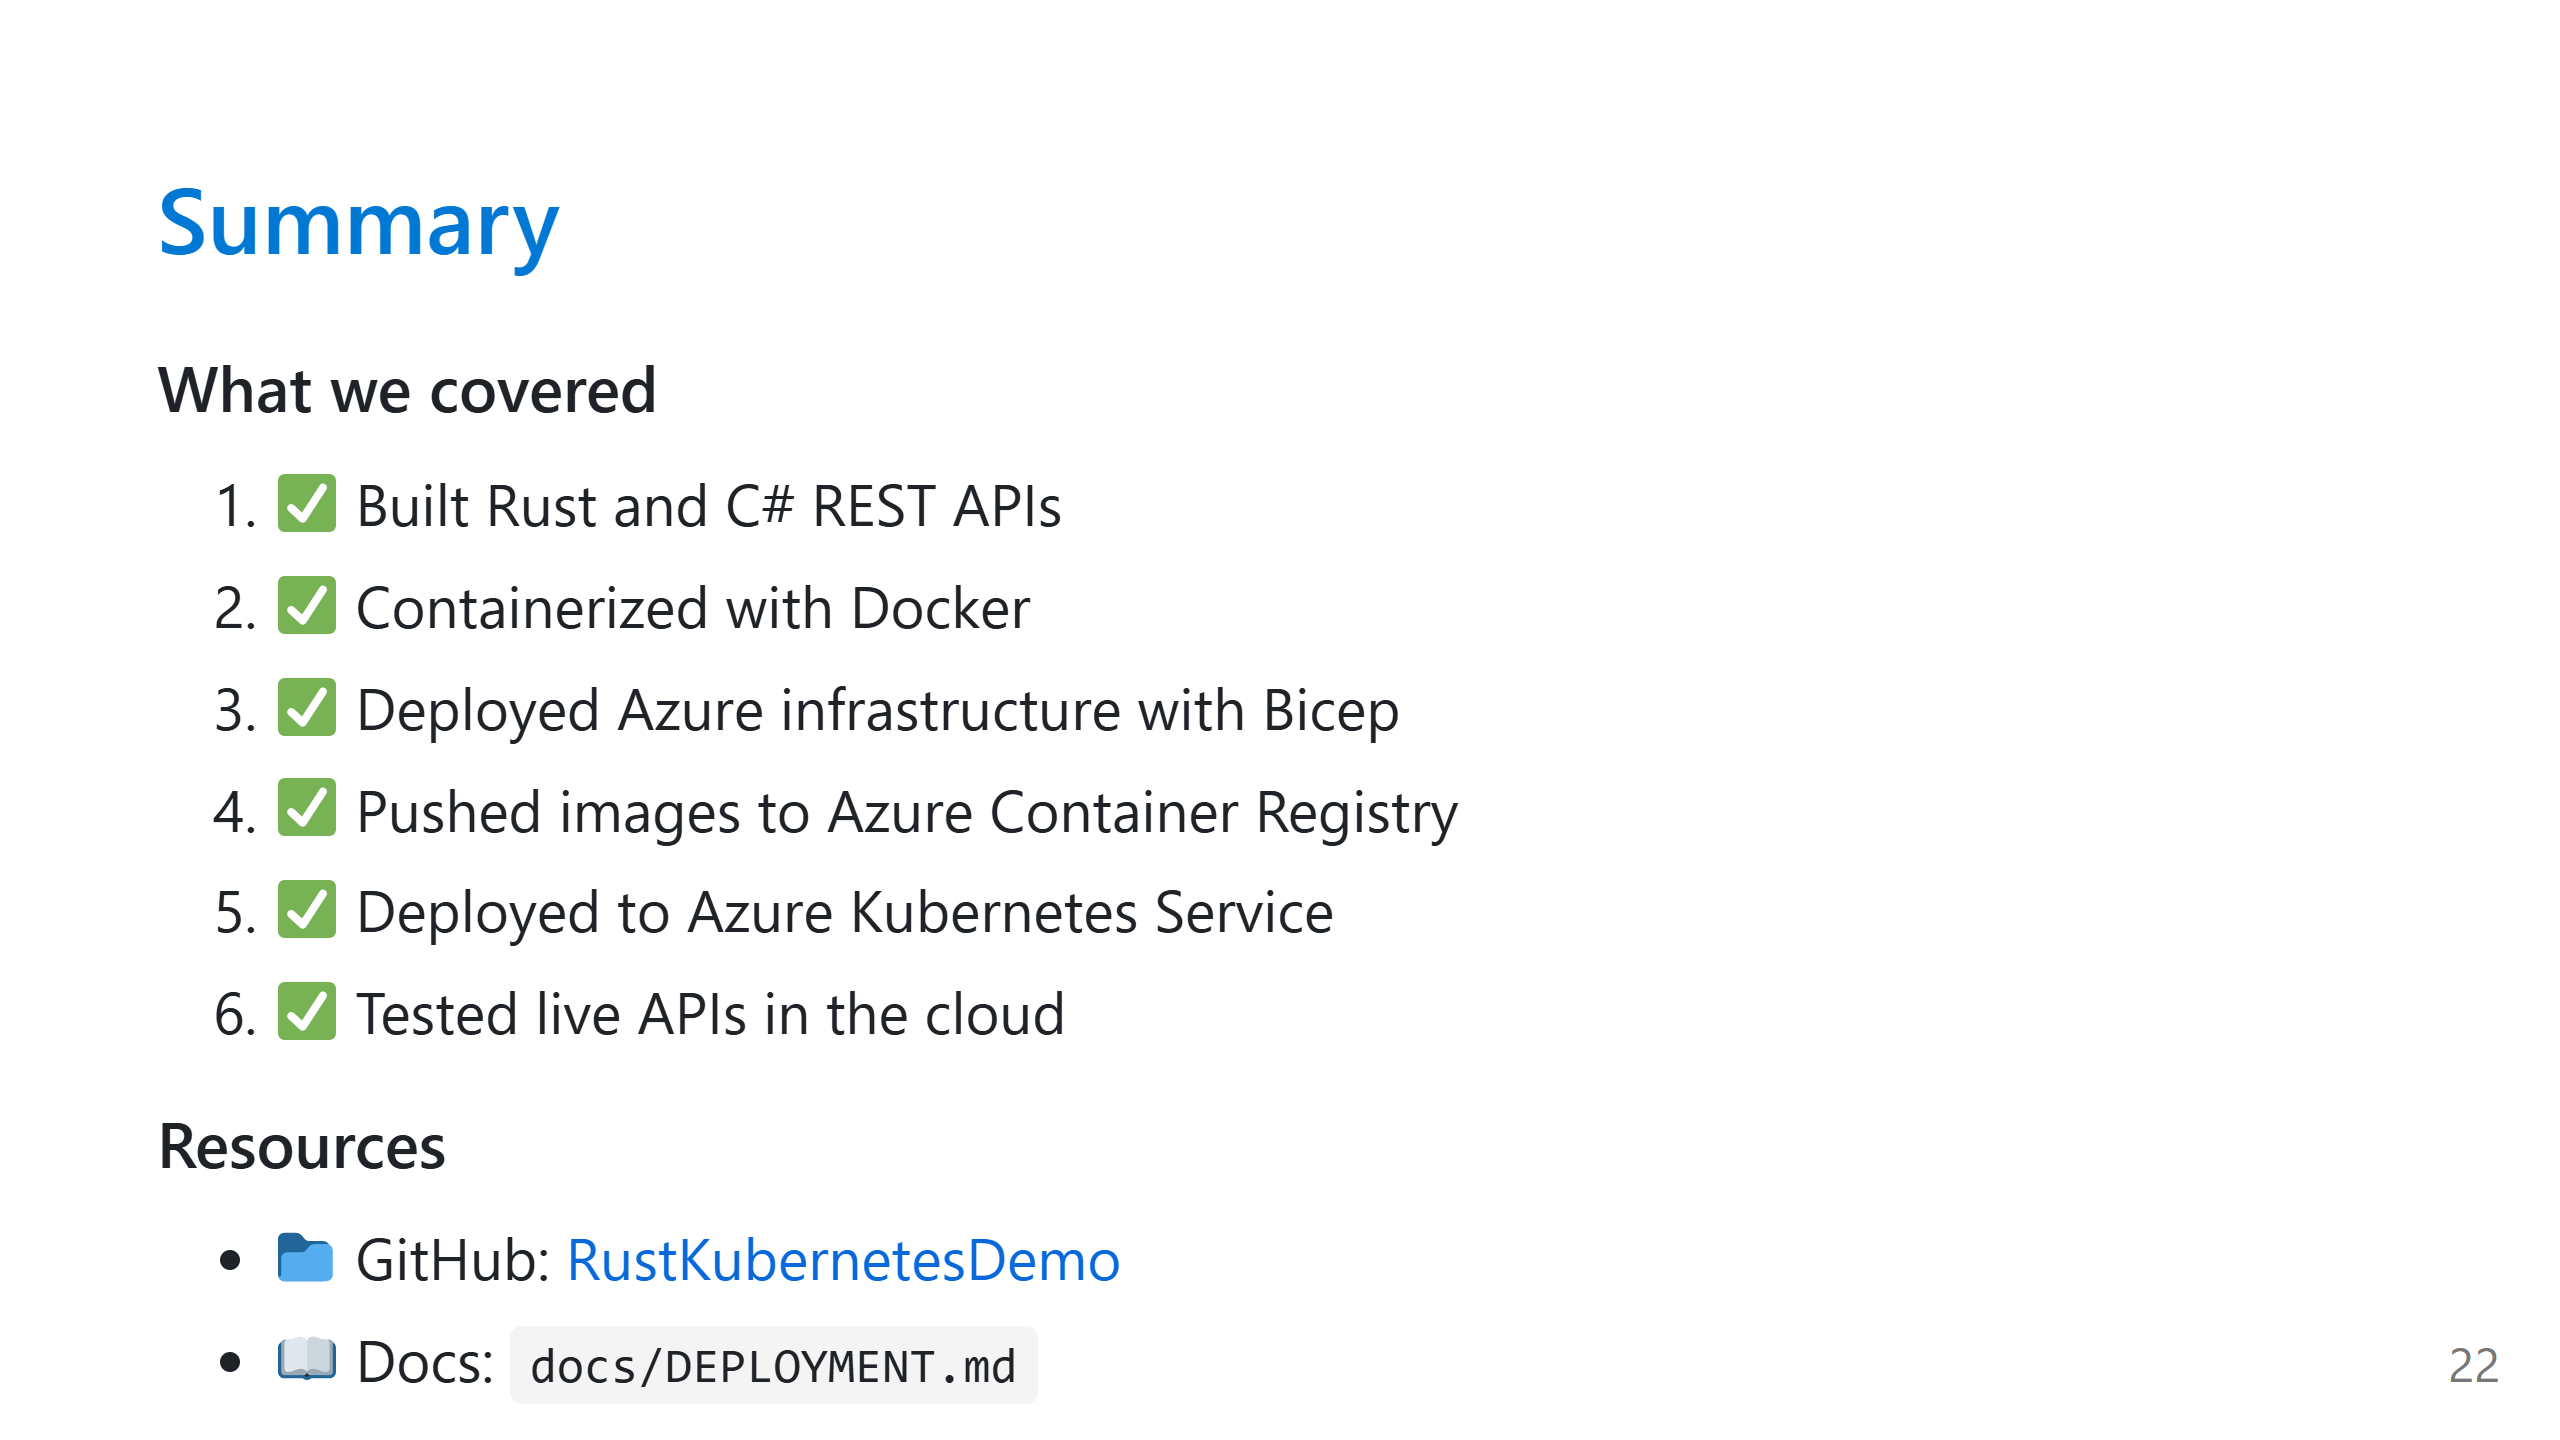 Summary
What we covered
1. ✅ Built Rust and C# REST APIs
2. ✅ Containerized with Docker
3. ✅ Deployed Azure infrastructure with Bicep
4. ✅ Pushed images to Azure Container Registry
5. ✅ Deployed to Azure Kubernetes Service
6. ✅ Tested live APIs in the cloud
Resources
• 📁 GitHub: RustKubernetesDemo
• 📖 Docs: docs/DEPLOYMENT.md
22